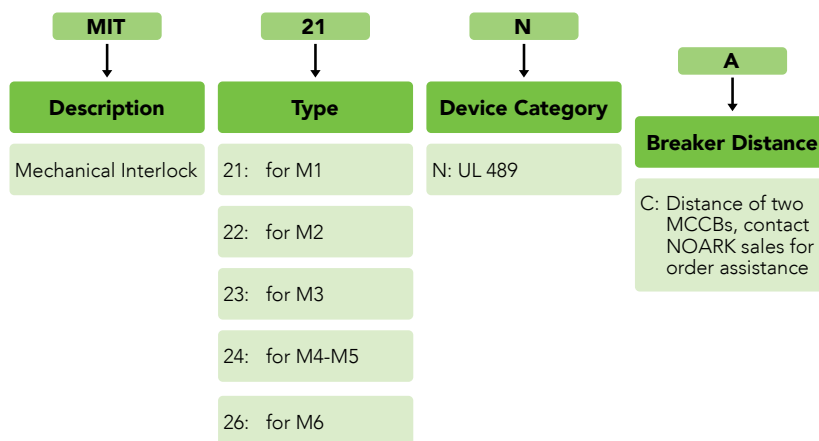 MIT
21
N
A
Description
Type
Device Category
Breaker Distance
Mechanical Interlock
21: for M1
22: for M2
23: for M3
24: for M4-M5
26: for M6
N: UL 489
C: Distance of two
MCCBs, contact
NOARK sales for
order assistance